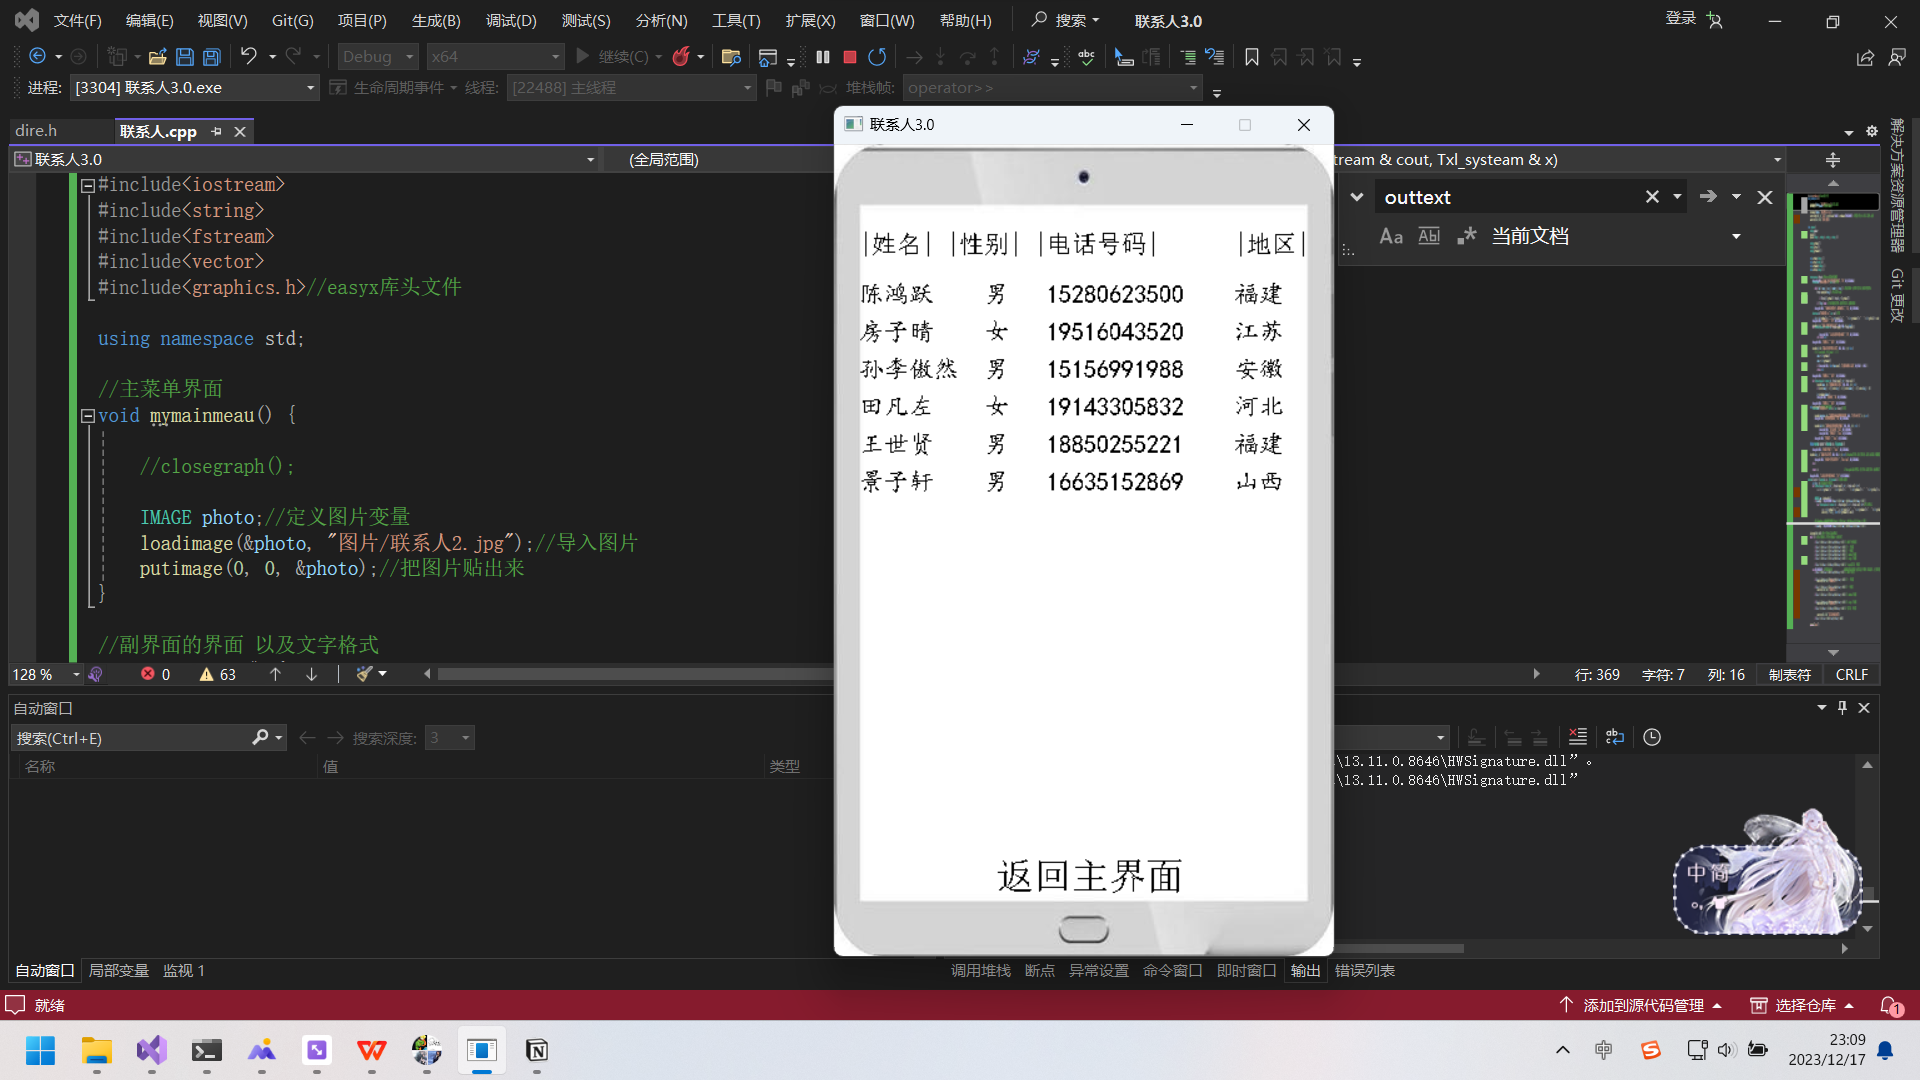 文件(F) 编辑(E) 视图(V) Git(G) 项目(P) 生成(B) 调试(D) 测试(S) 分析(N) 工具(T) 扩展(X) 窗口(W) 帮助(H) 搜索 联系人3.0 登录
Debug x64 继续(C)
进程: [3304] 联系人3.0.exe 生命周期事件 线程: [22488] 主线程 堆栈帧: operator>>
dire.h 联系人.cpp
联系人3.0 (全局范围) tream & cout, Txl_systeam & x)
#include<iostream>
#include<string>
#include<fstream>
#include<vector>
#include<graphics.h>//easyx库头文件
using namespace std;
//主菜单界面
void mymainmeau() {
//closegraph();
IMAGE photo;//定义图片变量
loadimage(&photo, "图片/联系人2.jpg");//导入图片
putimage(0, 0, &photo);//把图片贴出来
}
//副界面的界面 以及文字格式
128 % 0 63
行: 369 字符: 7 列: 16 制表符 CRLF
outtext
Aa Abl 当前文档
解决方案资源管理器
Git 更改
联系人3.0
|姓名| |性别| |电话号码| |地区|
陈鸿跃 男 15280623500 福建
房子晴 女 19516043520 江苏
孙李傲然 男 15156991988 安徽
田凡左 女 19143305832 河北
王世贤 男 18850255221 福建
景子轩 男 16635152869 山西
返回主界面
自动窗口
搜索(Ctrl+E) 搜索深度: 3
名称 值 类型
\13.11.0.8646\HWSignature.dll”。
\13.11.0.8646\HWSignature.dll”
中 简
自动窗口 局部变量 监视 1
调用堆栈 断点 异常设置 命令窗口 即时窗口 输出 错误列表
就绪 添加到源代码管理 选择仓库 1
中 23:09
2023/12/17